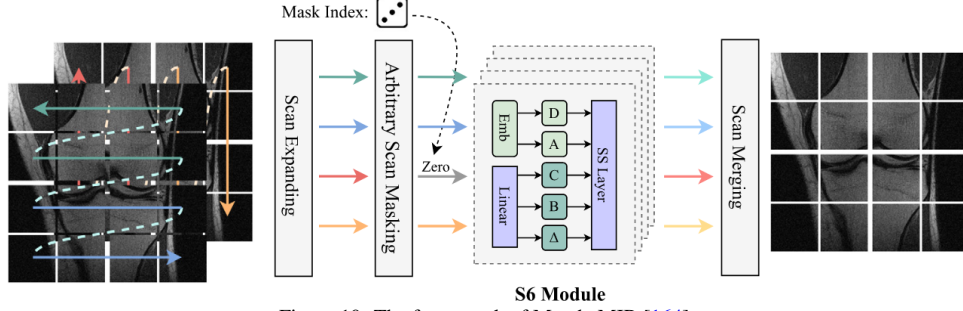 Mask Index:
Scan Expanding
Arbitrary Scan Masking
Zero
Emb
Linear
D
A
C
B
Δ
SS Layer
Scan Merging
S6 Module